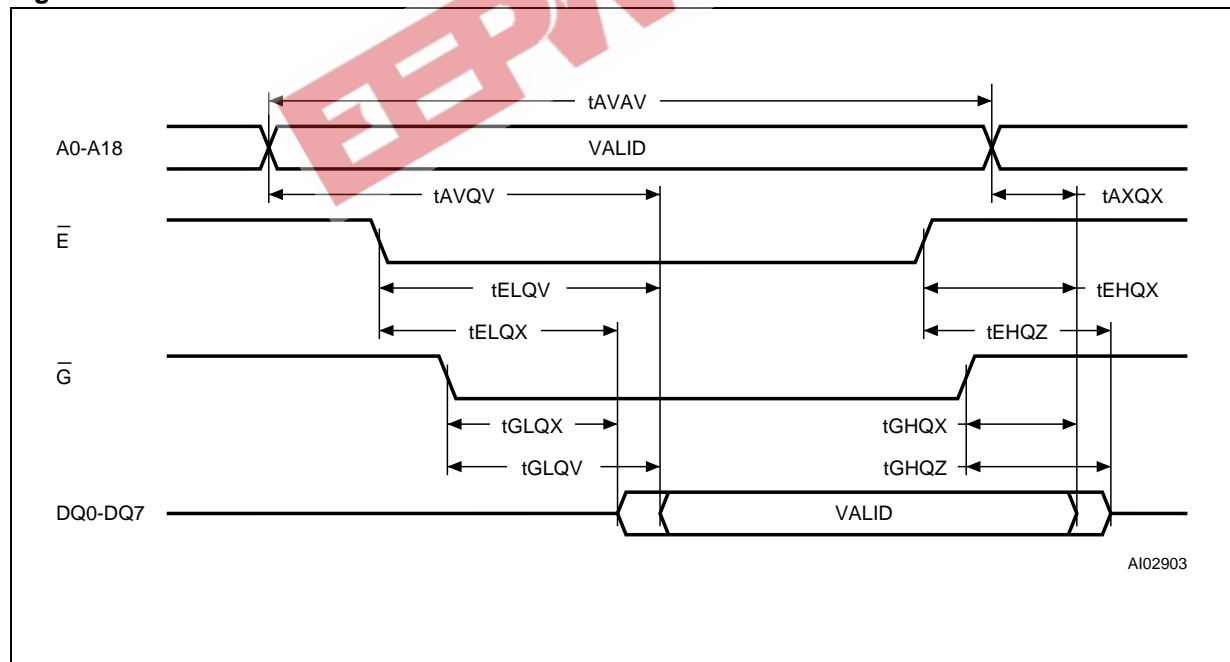 tAVAV
A0-A18 VALID
tAVQV tAXQX
E̅
tELQV tEHQX
tELQX tEHQZ
G̅
tGLQX tGHQX
tGLQV tGHQZ
DQ0-DQ7 VALID
AI02903